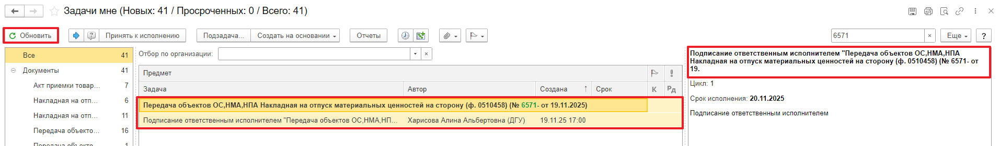 Задачи мне (Новых: 41 / Просроченных: 0 / Всего: 41)
Обновить
Принять к исполнению
Подзадача...
Создать на основании
Отчеты
6571
×
Еще
?
Все 41
Отбор по организации:
×
Документы 41
Акт приемки товар... 7
Накладная на отп... 6
Накладная на отп... 11
Передача объекто... 16
Передача объекто... 1
Предмет
Задача Автор Создана ↑ Срок К Рд
Передача объектов ОС,НМА,НПА Накладная на отпуск материальных ценностей на сторону (ф. 0510458) (№ 6571- от 19.11.2025)
Подписание ответственным исполнителем "Передача объектов ОС,НМА,НП... Харисова Алина Альбертовна (ДГУ) 19.11.25 17:00
Подписание ответственным исполнителем "Передача объектов ОС,НМА,НПА
Накладная на отпуск материальных ценностей на сторону (ф. 0510458) (№ 6571- от
19.
Цикл: 1
Срок исполнения: 20.11.2025
Подписание ответственным исполнителем